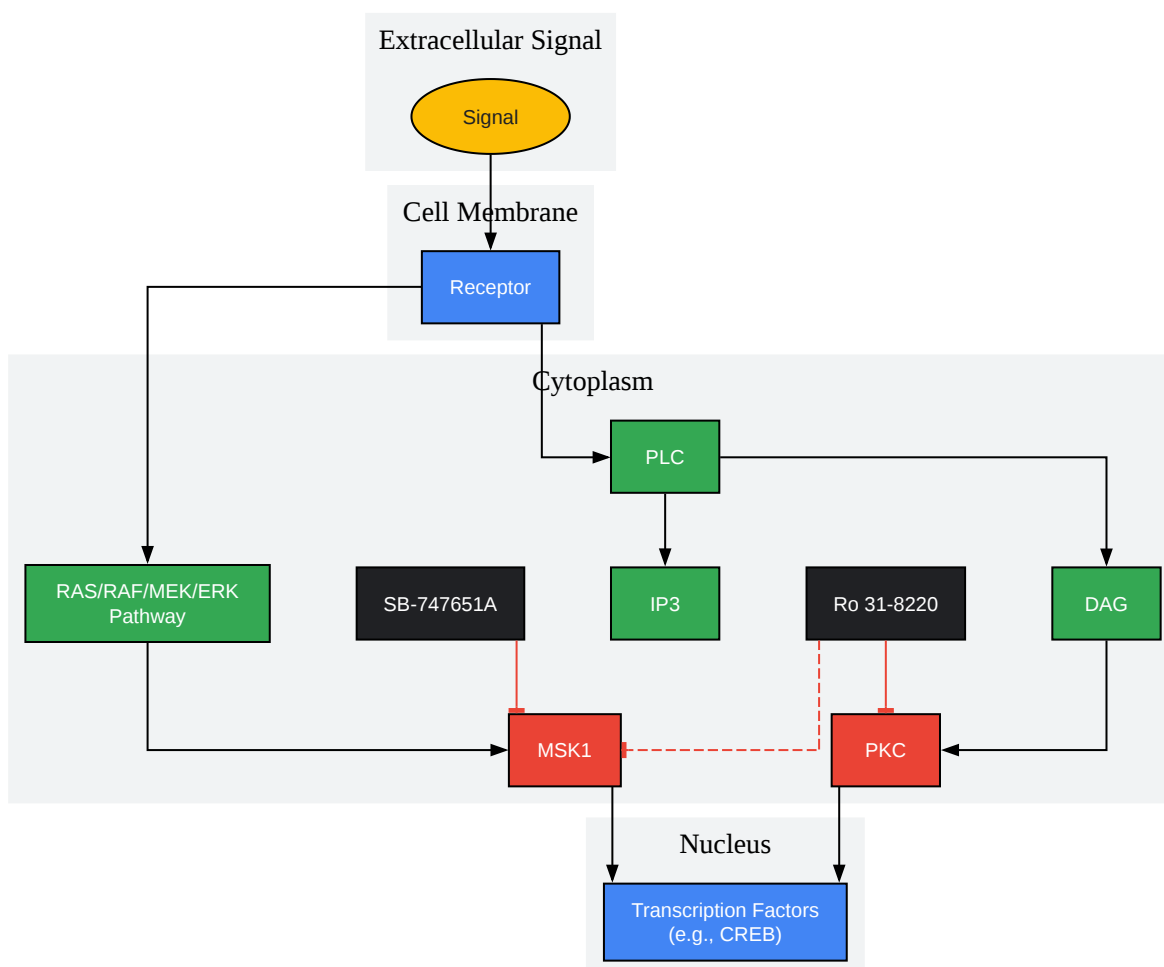 Extracellular Signal
Signal
Cell Membrane
Receptor
Cytoplasm
PLC
RAS/RAF/MEK/ERK
Pathway
SB-747651A
IP3
Ro 31-8220
DAG
MSK1
PKC
Nucleus
Transcription Factors
(e.g., CREB)